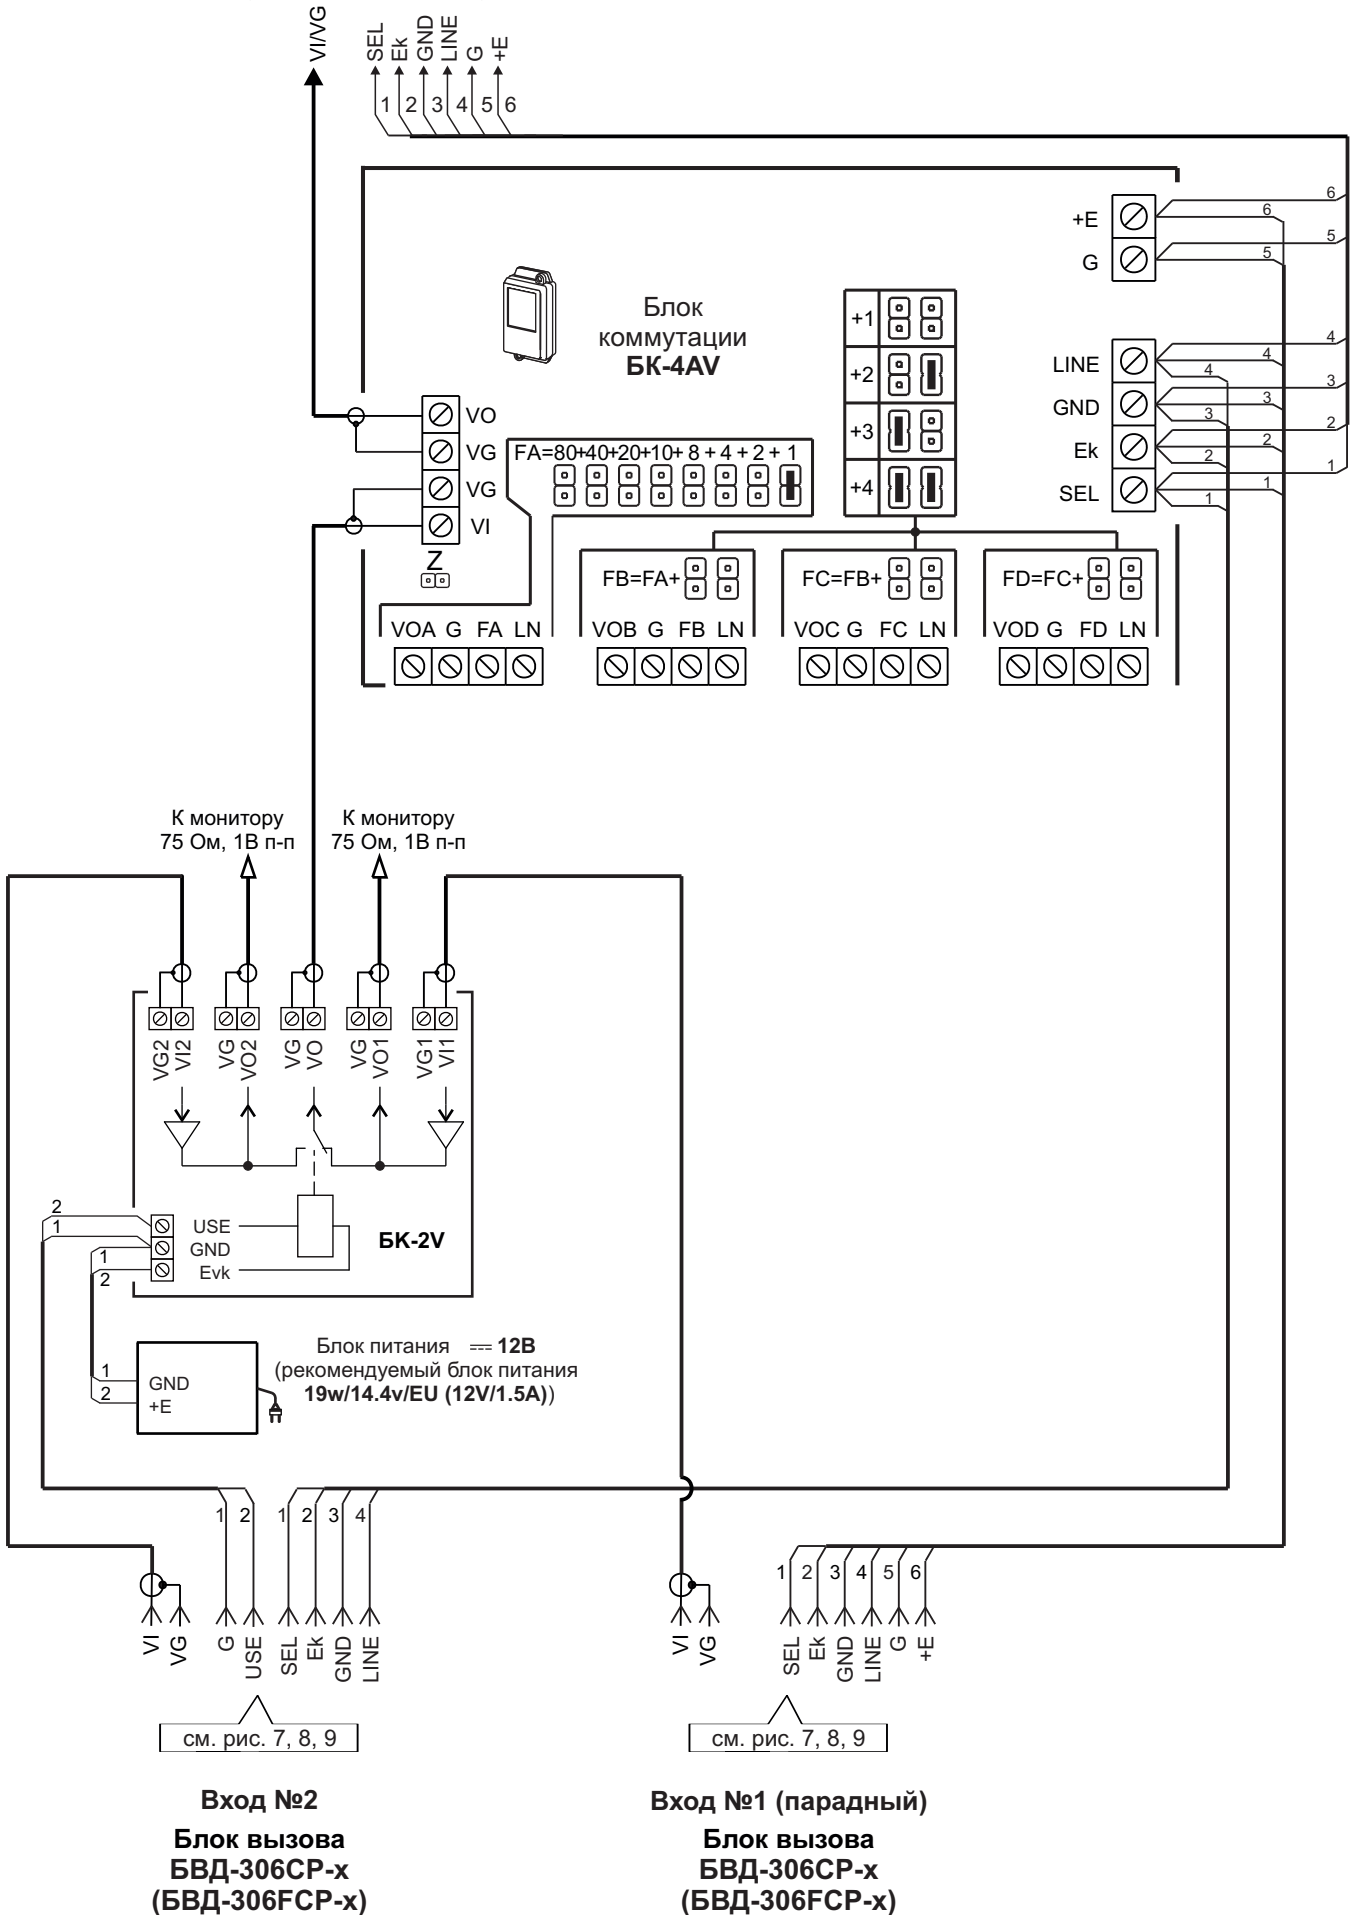 VI/VG
SEL
Ek
GND
LINE
G
+E
1 2 3 4 5 6
+E
G
6
6
5
5
Блок
коммутации
БК-4AV
+1
+2
+3
+4
LINE
GND
Ek
SEL
4
4
4
3
3
3
2
2
2
1
1
1
VO
VG
VG
VI
Z
FA=80+40+20+10+ 8 + 4 + 2 + 1
FB=FA+
FC=FB+
FD=FC+
VOA G FA LN
VOB G FB LN
VOC G FC LN
VOD G FD LN
К монитору
75 Ом, 1В п-п
К монитору
75 Ом, 1В п-п
VG2
VI2
VG
VO2
VG
VO
VG
VO1
VG1
VI1
2
1
1
2
USE
GND
Evk
БК-2V
1
2
GND
+E
Блок питания 12В
(рекомендуемый блок питания
19w/14.4v/EU (12V/1.5A))
1 2 1 2 3 4
VI
VG
G
USE
SEL
Ek
GND
LINE
1 2 3 4 5 6
VI
VG
SEL
Ek
GND
LINE
G
+E
см. рис. 7, 8, 9
см. рис. 7, 8, 9
Вход №2
Блок вызова
БВД-306CP-x
(БВД-306FCP-x)
Вход №1 (парадный)
Блок вызова
БВД-306CP-x
(БВД-306FCP-x)